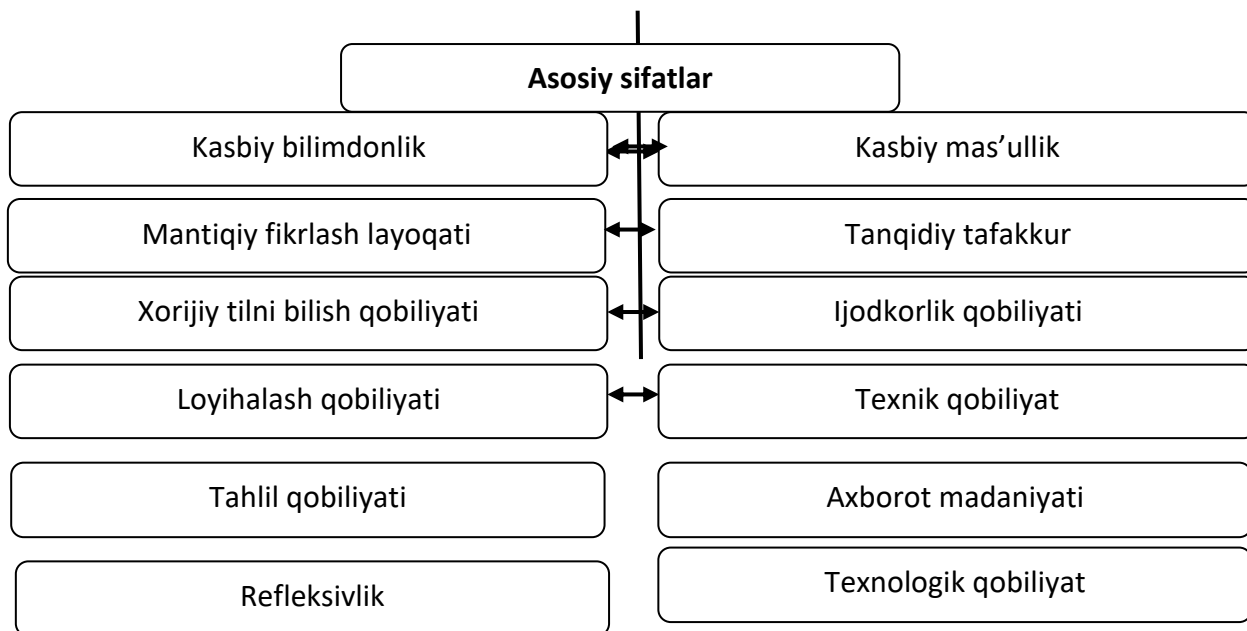 Asosiy sifatlar
Kasbiy bilimdonlik
Kasbiy mas’ullik
Mantiqiy fikrlash layoqati
Tanqidiy tafakkur
Xorijiy tilni bilish qobiliyati
Ijodkorlik qobiliyati
Loyihalash qobiliyati
Texnik qobiliyat
Tahlil qobiliyati
Axborot madaniyati
Refleksivlik
Texnologik qobiliyat